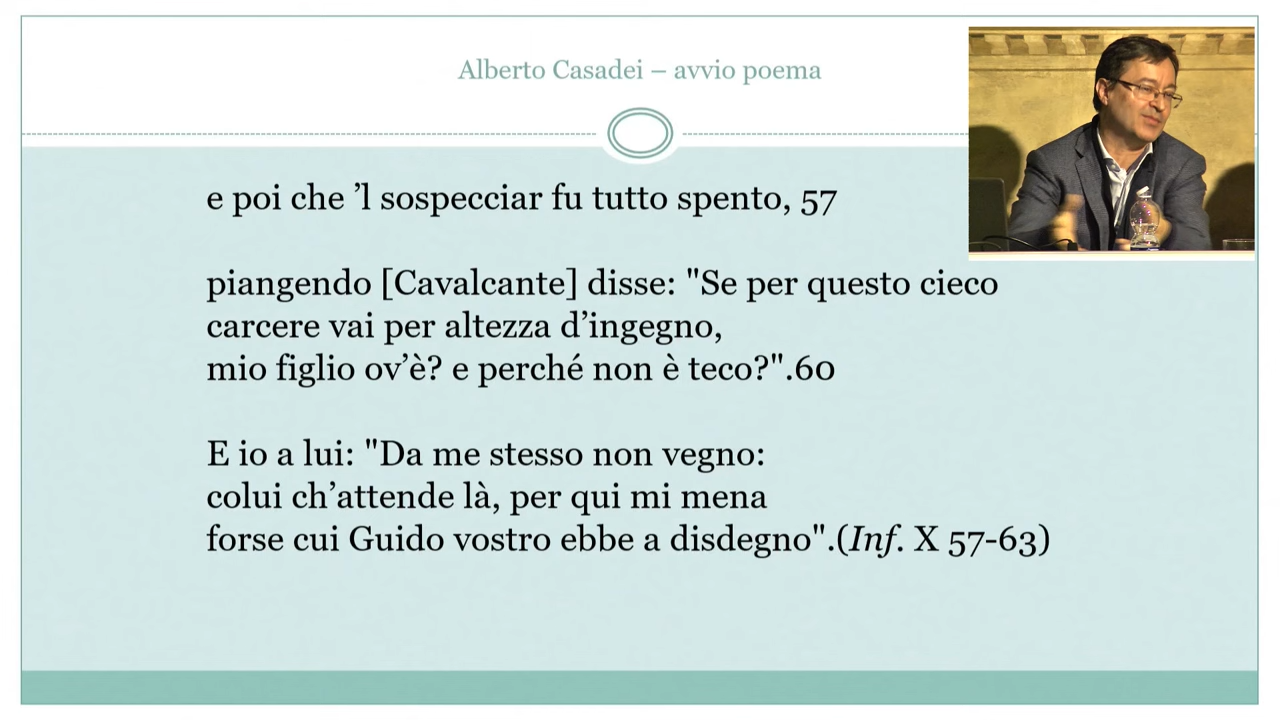 Alberto Casadei – avvio poema
e poi che ’l sospecciar fu tutto spento, 57
piangendo [Cavalcante] disse: "Se per questo cieco
carcere vai per altezza d’ingegno,
mio figlio ov’è? e perché non è teco?".60
E io a lui: "Da me stesso non vegno:
colui ch’attende là, per qui mi mena
forse cui Guido vostro ebbe a disdegno".(Inf. X 57-63)